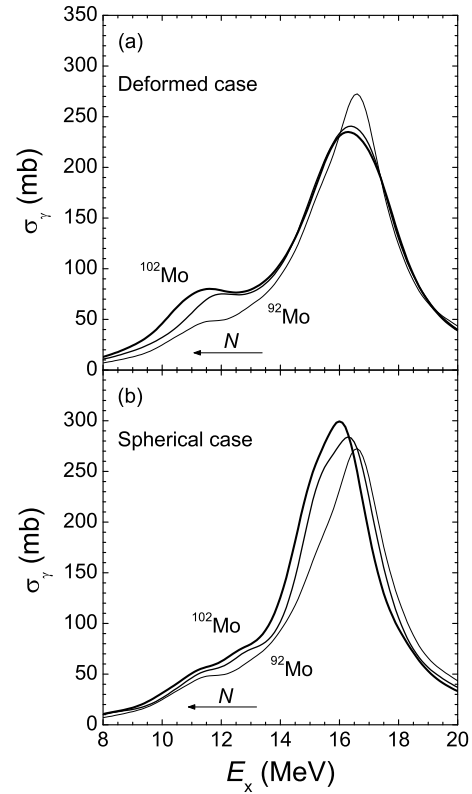 350
(a)
300
Deformed case
250
200
σγ (mb)
150
100
¹⁰²Mo
50
⁹²Mo
N
0
(b)
300
Spherical case
250
200
σγ (mb)
150
100
¹⁰²Mo
50
⁹²Mo
N
0
8 10 12 14 16 18 20
Eₓ (MeV)